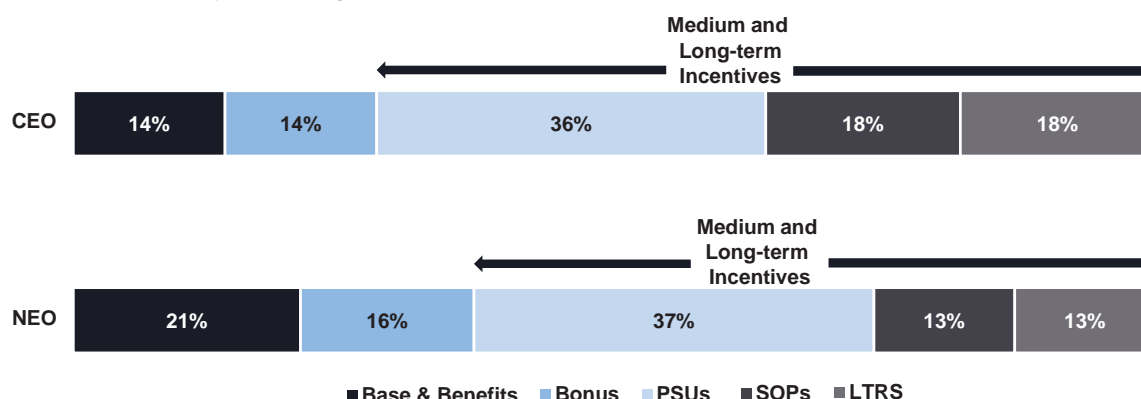 Medium and
Long-term
Incentives
CEO 14% 14% 36% 18% 18%
Medium and
Long-term
Incentives
NEO 21% 16% 37% 13% 13%
Base & Benefits Bonus PSUs SOPs LTRS